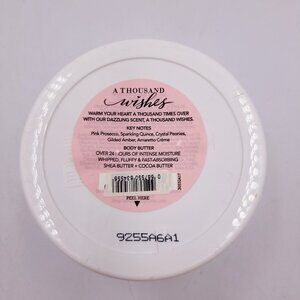 A THOUSAND
wishes
WARM YOUR HEART A THOUSAND TIMES OVER
WITH OUR DAZZLING SCENT, A THOUSAND WISHES.
KEY NOTES
Pink Prosecco, Sparkling Quince, Crystal Peonies,
Gilded Amber, Amaretto Crème
BODY BUTTER
OVER 24 OURS OF INTENSE MOISTURE
WHIPPED, FLUFFY & FAST-ABSORBING
SHEA BUTTER + COCOA BUTTER
PEEL HERE
9255A6A1